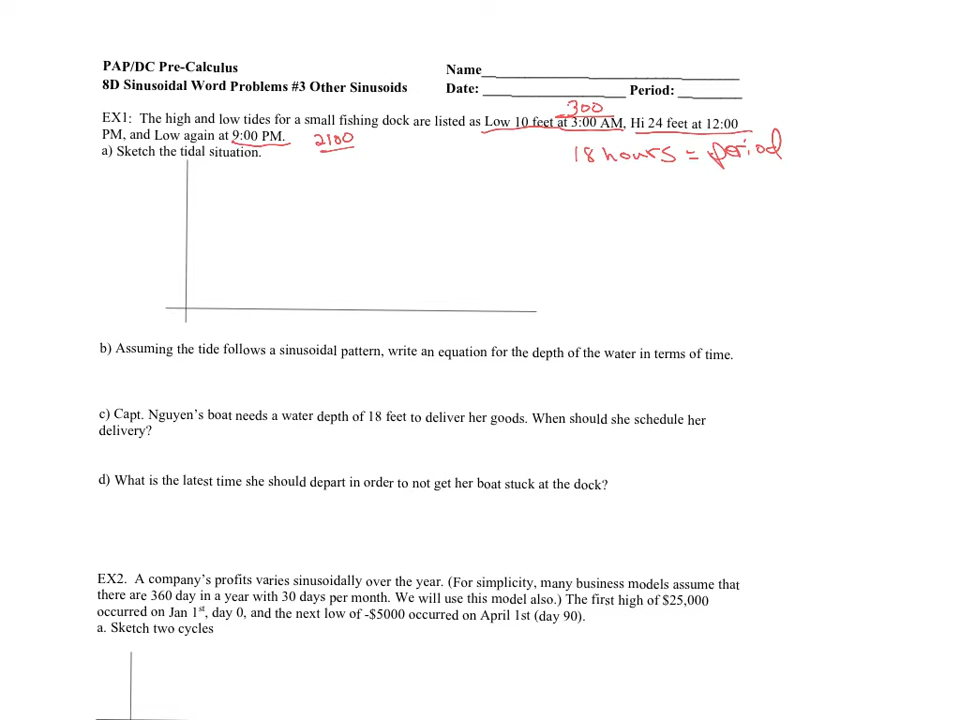 PAP/DC Pre-Calculus
Name
8D Sinusoidal Word Problems #3 Other Sinusoids
Date: Period:
300
EX1: The high and low tides for a small fishing dock are listed as Low 10 feet at 3:00 AM, Hi 24 feet at 12:00
PM, and Low again at 9:00 PM. 2100
18 hours = period
a) Sketch the tidal situation.
b) Assuming the tide follows a sinusoidal pattern, write an equation for the depth of the water in terms of time.
c) Capt. Nguyen's boat needs a water depth of 18 feet to deliver her goods. When should she schedule her
delivery?
d) What is the latest time she should depart in order to not get her boat stuck at the dock?
EX2. A company's profits varies sinusoidally over the year. (For simplicity, many business models assume that
there are 360 day in a year with 30 days per month. We will use this model also.) The first high of $25,000
occurred on Jan 1st, day 0, and the next low of -$5000 occurred on April 1st (day 90).
a. Sketch two cycles